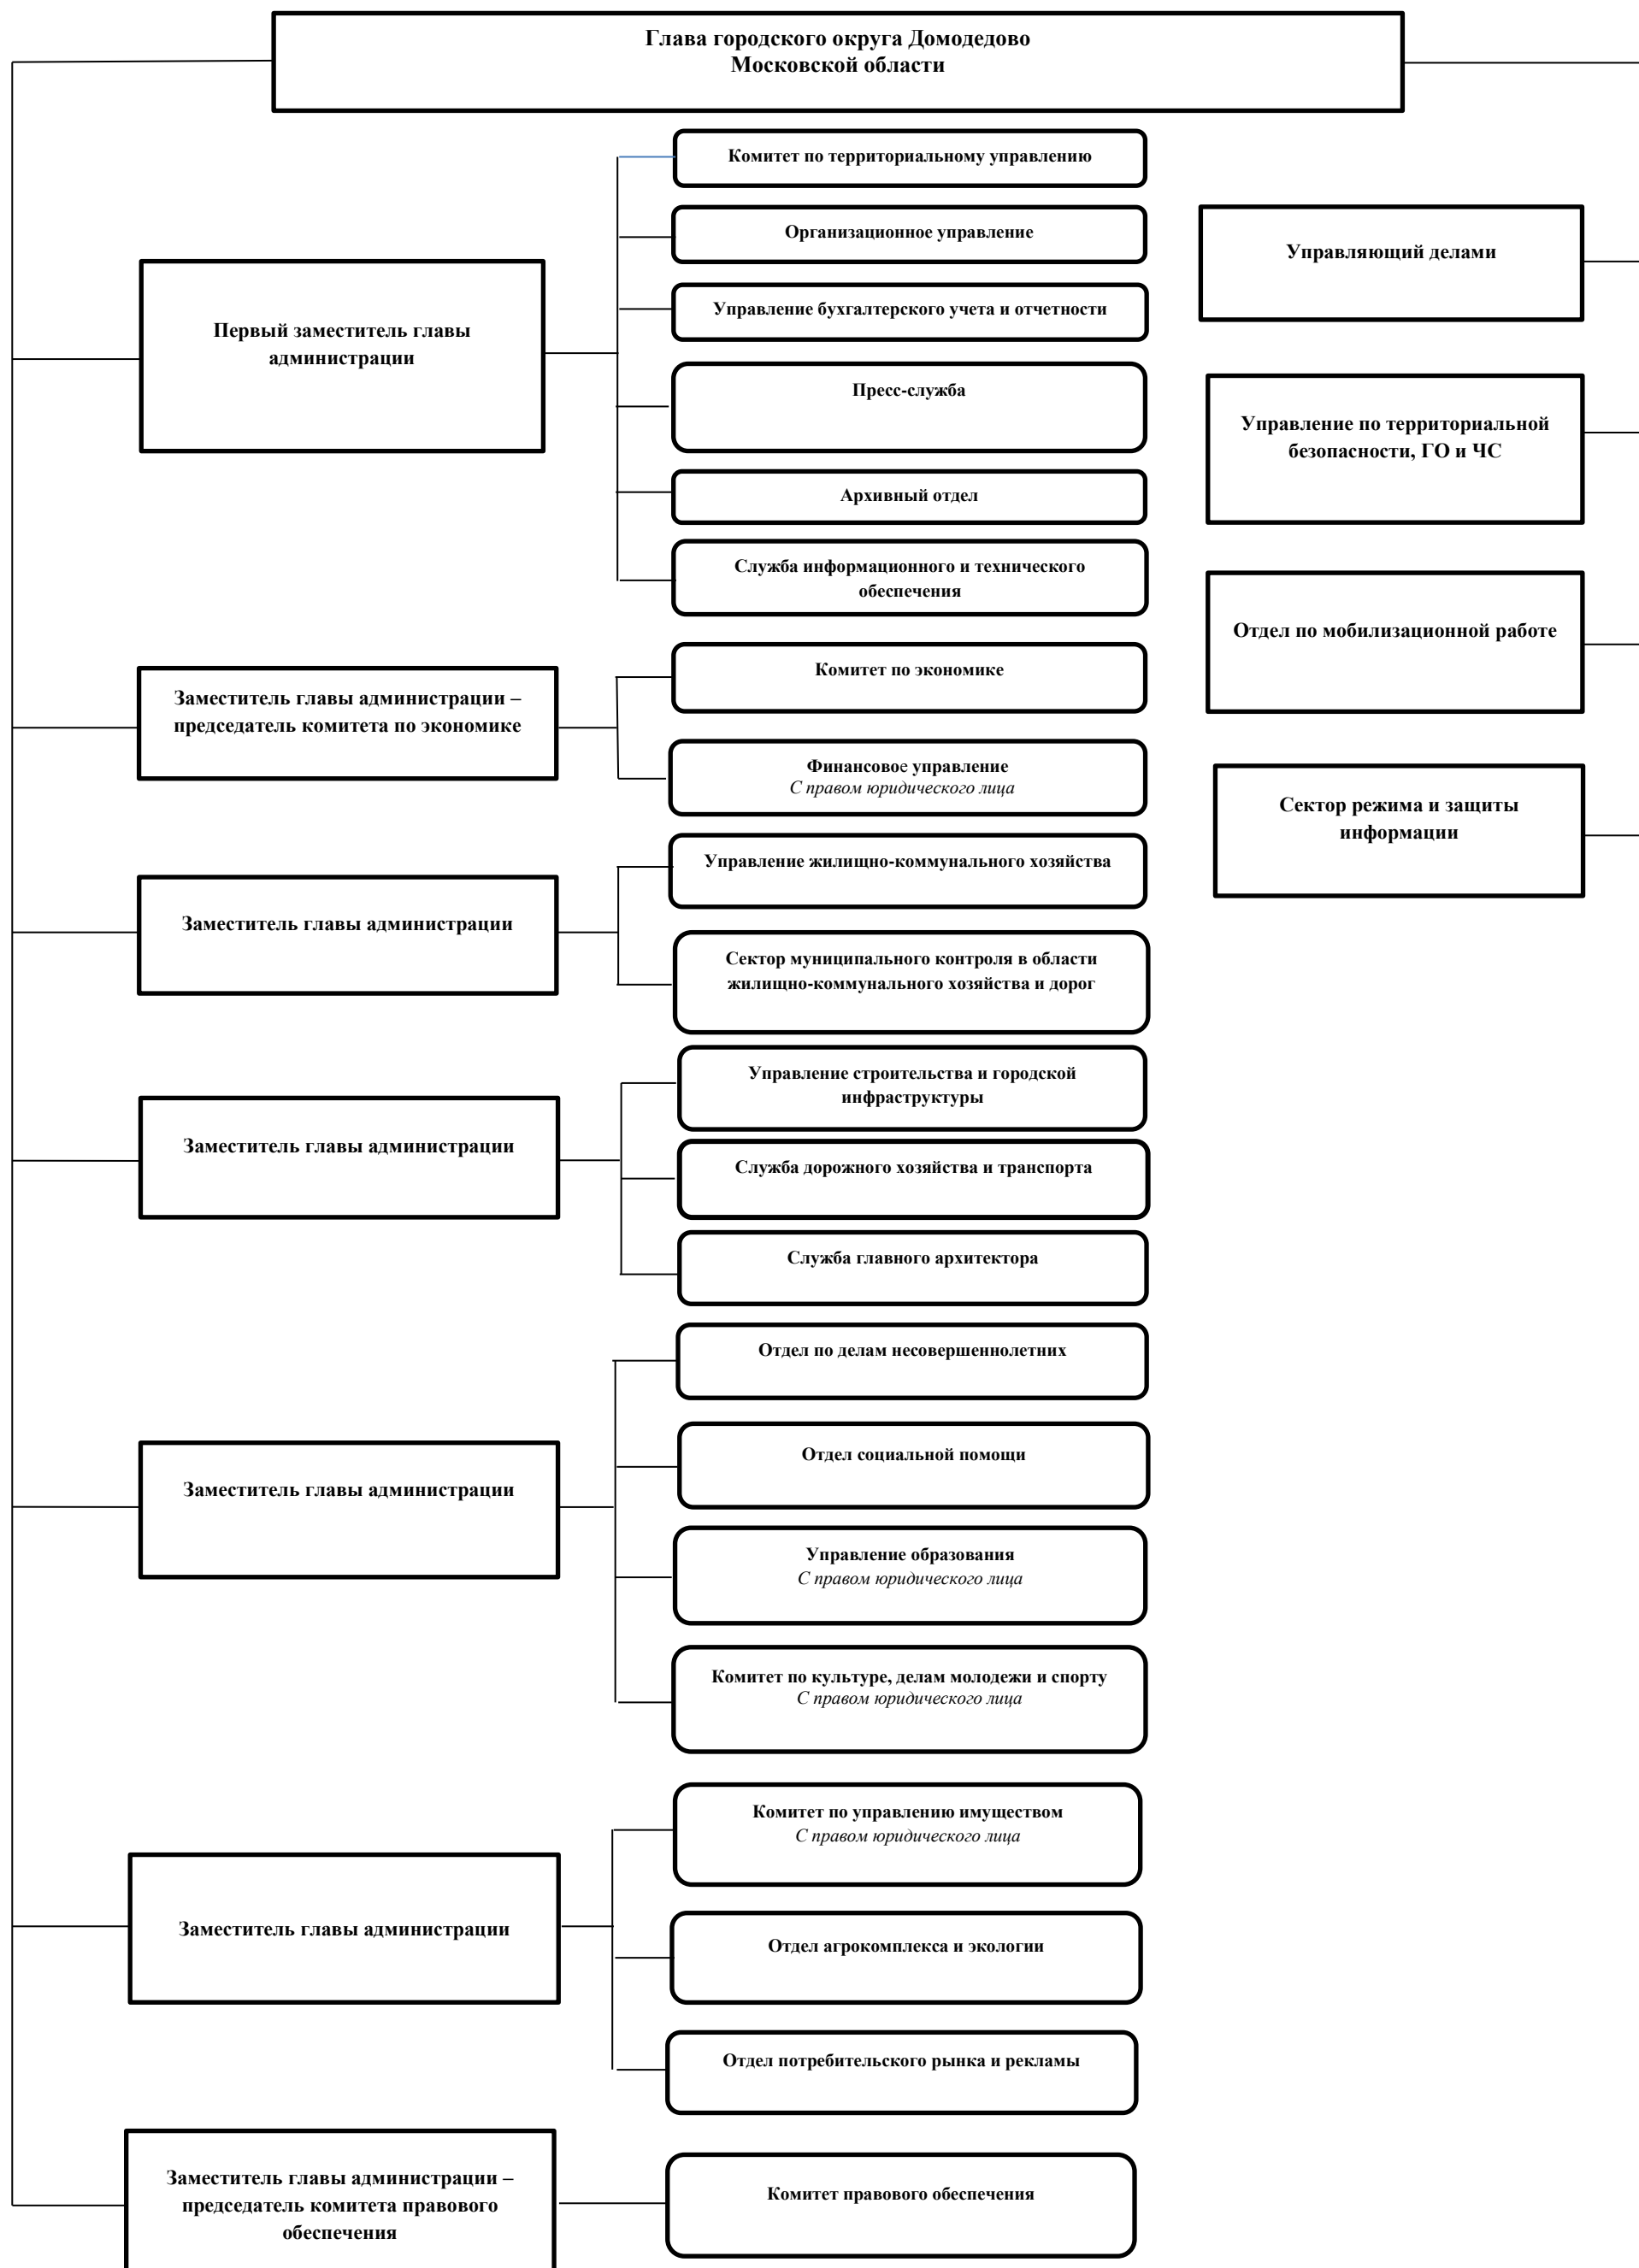 Глава городского округа Домодедово
Московской области
Комитет по территориальному управлению
Организационное управление
Управляющий делами
Первый заместитель главы
администрации
Управление бухгалтерского учета и отчетности
Пресс-служба
Управление по территориальной
безопасности, ГО и ЧС
Архивный отдел
Служба информационного и технического
обеспечения
Отдел по мобилизационной работе
Заместитель главы администрации –
председатель комитета по экономике
Комитет по экономике
Финансовое управление
С правом юридического лица
Сектор режима и защиты
информации
Заместитель главы администрации
Управление жилищно-коммунального хозяйства
Сектор муниципального контроля в области
жилищно-коммунального хозяйства и дорог
Заместитель главы администрации
Управление строительства и городской
инфраструктуры
Служба дорожного хозяйства и транспорта
Служба главного архитектора
Заместитель главы администрации
Отдел по делам несовершеннолетних
Отдел социальной помощи
Управление образования
С правом юридического лица
Комитет по культуре, делам молодежи и спорту
С правом юридического лица
Заместитель главы администрации
Комитет по управлению имуществом
С правом юридического лица
Отдел агрокомплекса и экологии
Отдел потребительского рынка и рекламы
Заместитель главы администрации –
председатель комитета правового
обеспечения
Комитет правового обеспечения